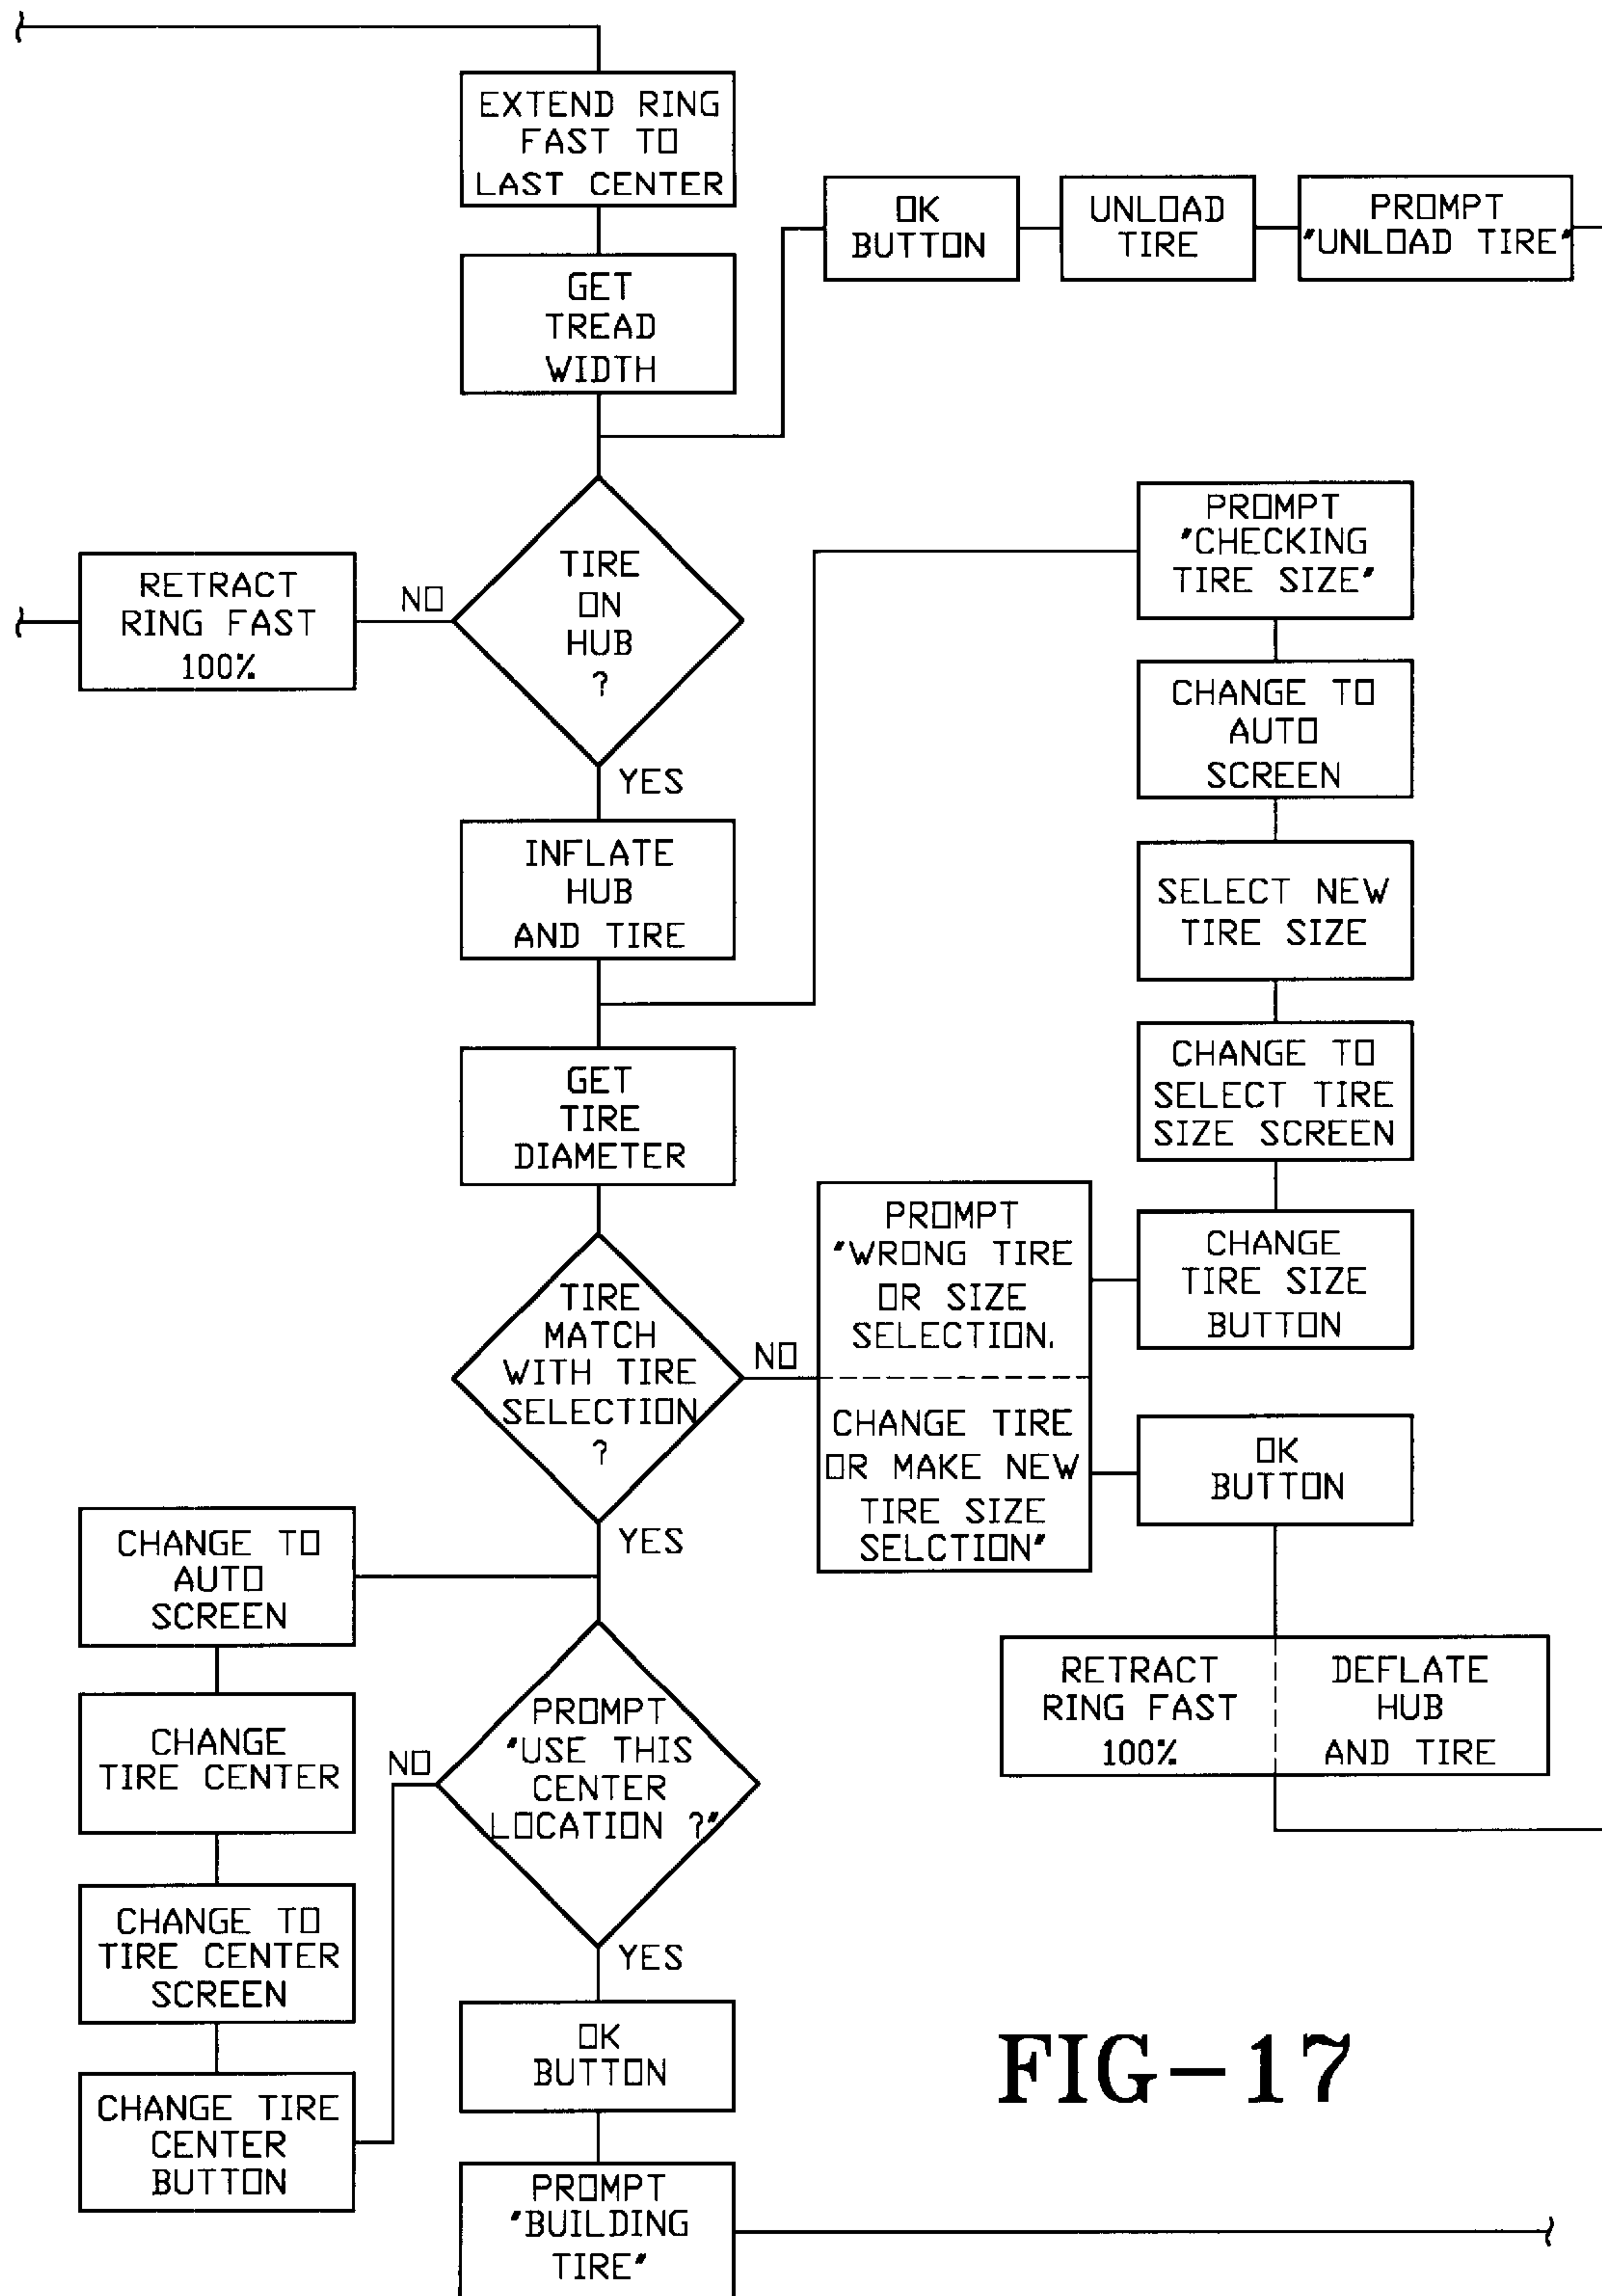 EXTEND RING
FAST TO
LAST CENTER
OK
BUTTON
UNLOAD
TIRE
PROMPT
"UNLOAD TIRE"
GET
TREAD
WIDTH
TIRE
ON
HUB
?
NO
RETRACT
RING FAST
100%
YES
INFLATE
HUB
AND TIRE
PROMPT
"CHECKING
TIRE SIZE"
CHANGE TO
AUTO
SCREEN
SELECT NEW
TIRE SIZE
CHANGE TO
SELECT TIRE
SIZE SCREEN
CHANGE
TIRE SIZE
BUTTON
GET
TIRE
DIAMETER
TIRE
MATCH
WITH TIRE
SELECTION
?
NO
PROMPT
"WRONG TIRE
OR SIZE
SELECTION.
CHANGE TIRE
OR MAKE NEW
TIRE SIZE
SELCTION"
OK
BUTTON
RETRACT
RING FAST
100%
DEFLATE
HUB
AND TIRE
YES
CHANGE TO
AUTO
SCREEN
CHANGE
TIRE CENTER
CHANGE TO
TIRE CENTER
SCREEN
CHANGE TIRE
CENTER
BUTTON
NO
PROMPT
"USE THIS
CENTER
LOCATION ?"
YES
OK
BUTTON
PROMPT
"BUILDING
TIRE"
FIG-17